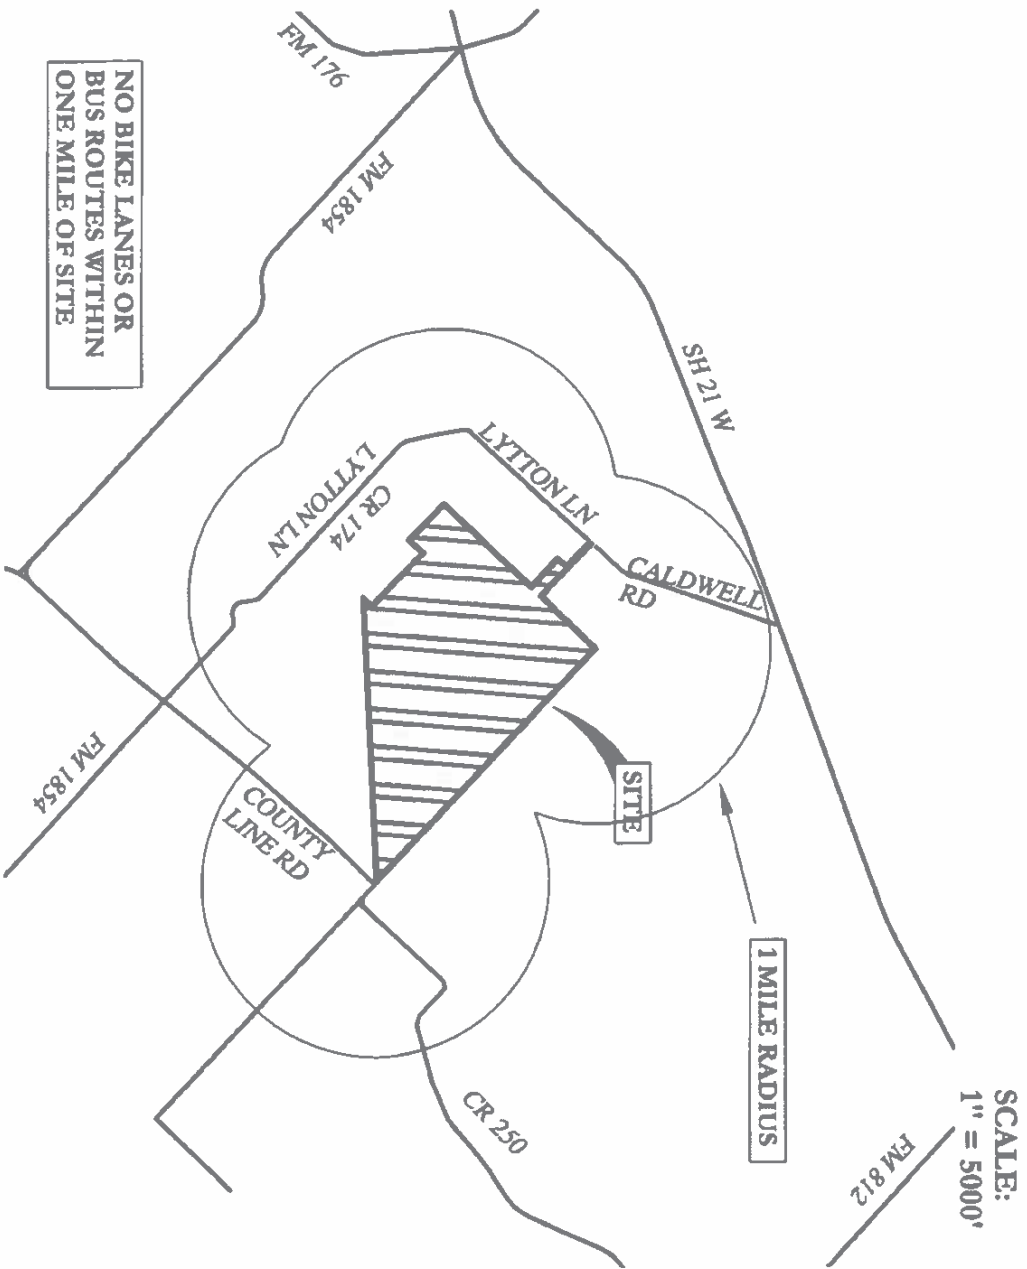 SCALE:
1" = 5000'
FM 812
1 MILE RADIUS
CR 250
SH 21 W
SITE
CALDWELL
RD
LYTTON LN
CR 174
LYTTON LN
COUNTY
LINE RD
FM 1854
FM 1854
FM 176
NO BIKE LANES OR
BUS ROUTES WITHIN
ONE MILE OF SITE